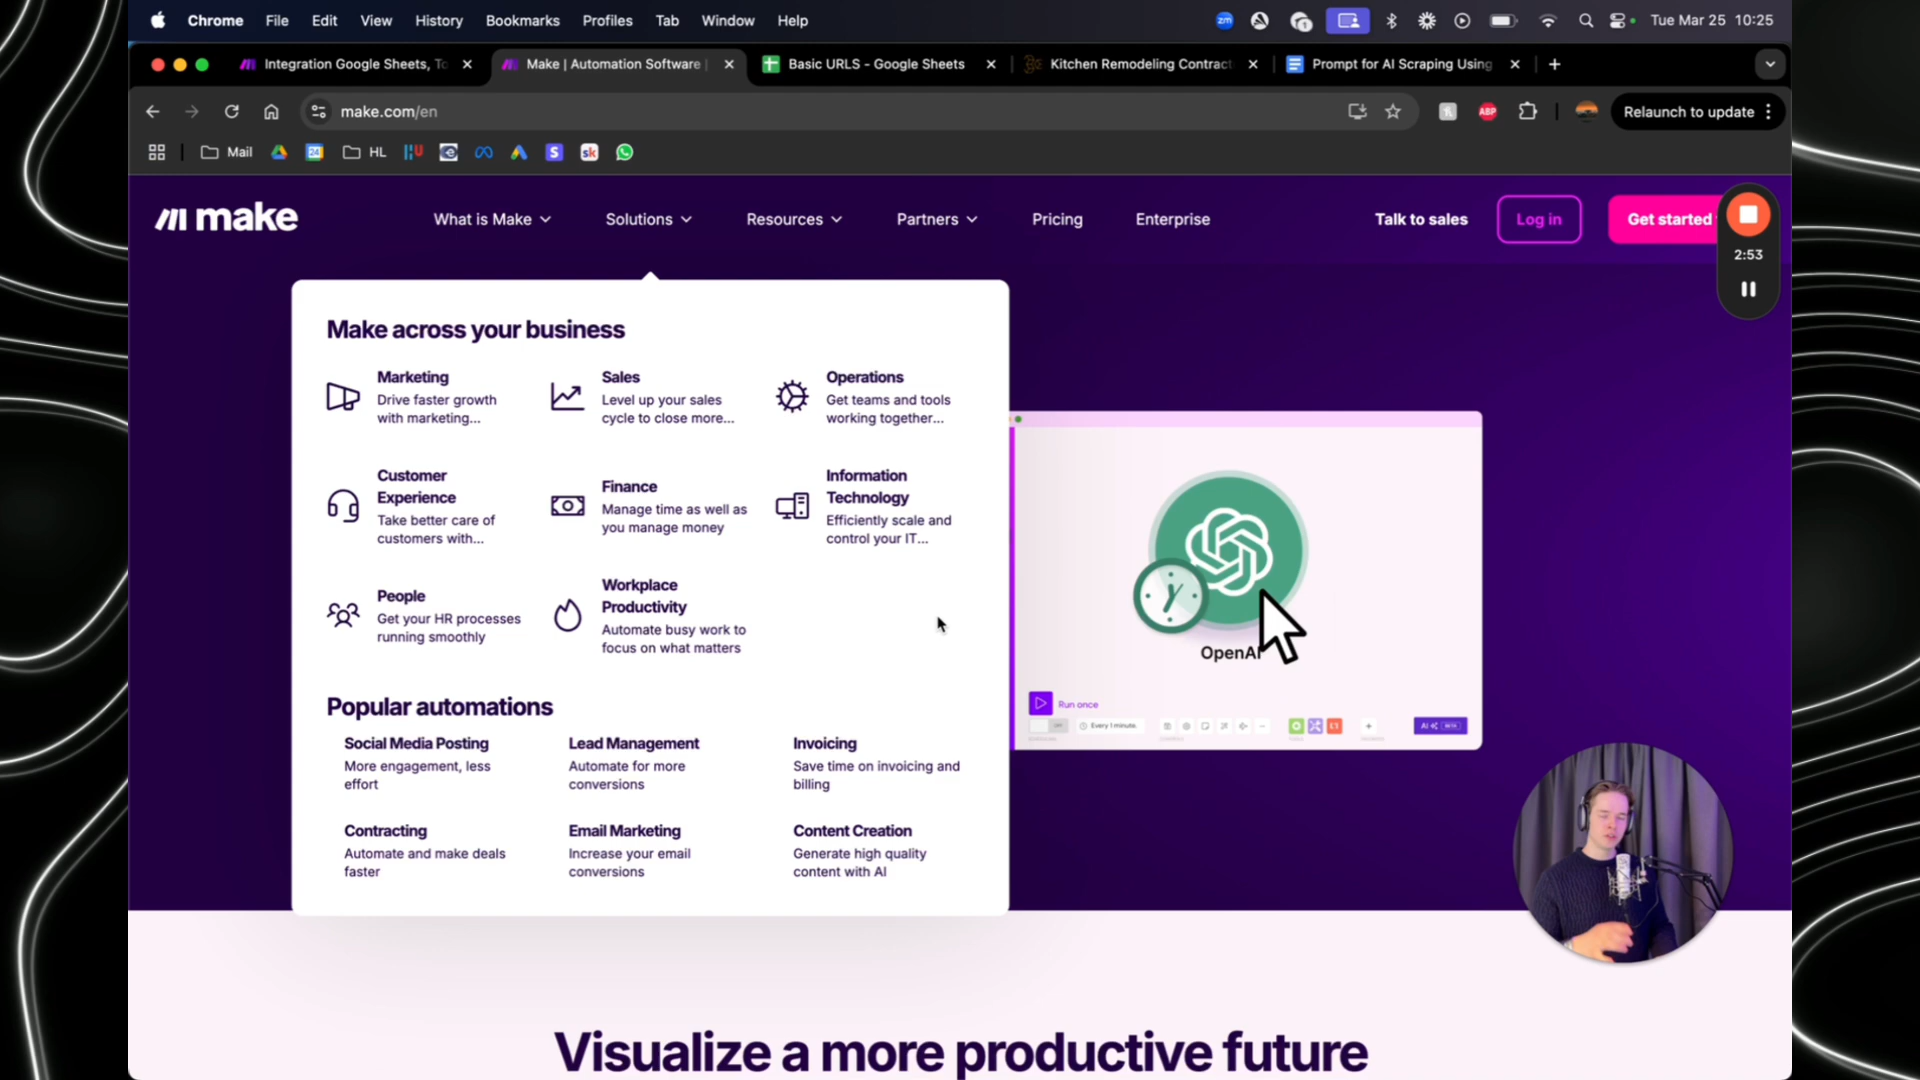 Chrome File Edit View History Bookmarks Profiles Tab Window Help
zm
1
Tue Mar 25 10:25
Integration Google Sheets, To
Make | Automation Software |
Basic URLS - Google Sheets
Kitchen Remodeling Contract
Prompt for AI Scraping Using
make.com/en
ABP
Relaunch to update
Mail
HL
S
sk
make
What is Make
Solutions
Resources
Partners
Pricing
Enterprise
Talk to sales
Log in
Get started
2:53
Make across your business
Marketing
Drive faster growth
with marketing...
Sales
Level up your sales
cycle to close more...
Operations
Get teams and tools
working together...
Customer
Experience
Take better care of
customers with...
Finance
Manage time as well as
you manage money
Information
Technology
Efficiently scale and
control your IT...
People
Get your HR processes
running smoothly
Workplace
Productivity
Automate busy work to
focus on what matters
Popular automations
Social Media Posting
More engagement, less
effort
Lead Management
Automate for more
conversions
Invoicing
Save time on invoicing and
billing
Contracting
Automate and make deals
faster
Email Marketing
Increase your email
conversions
Content Creation
Generate high quality
content with AI
OpenAI
Run once
Every 1 minute.
AI
BETA
Visualize a more productive future